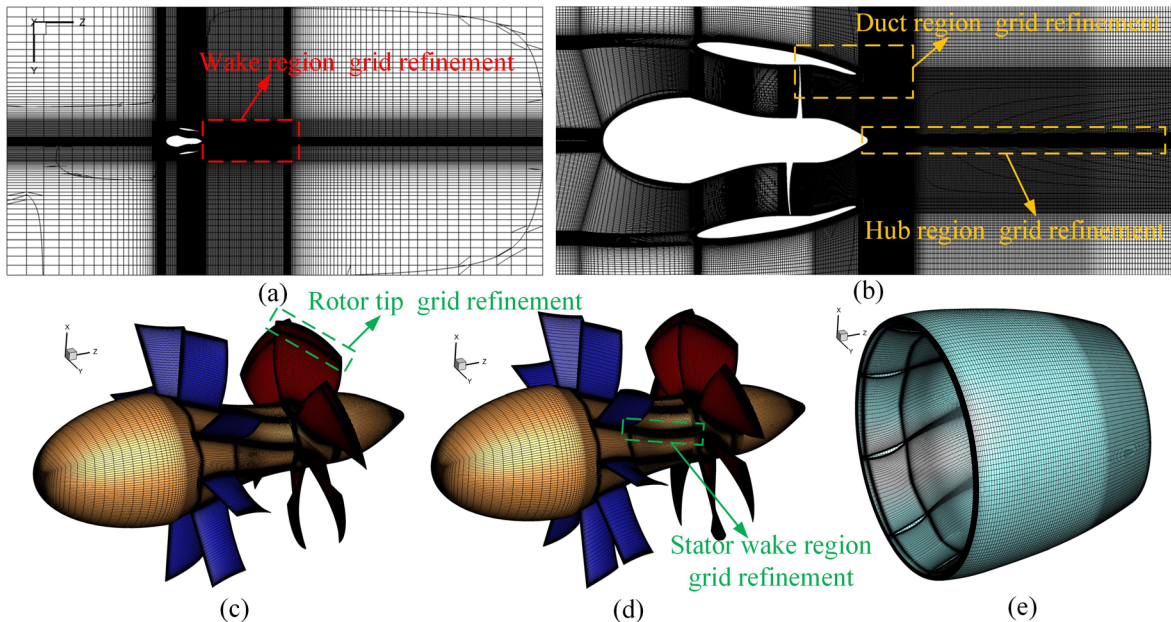 X Z
Y
Wake region grid refinement
Duct region grid refinement
Hub region grid refinement
(a)
(b)
Rotor tip grid refinement
X
Z
Y
X
Z
Y
X
Z
Y
Stator wake region
grid refinement
(c)
(d)
(e)